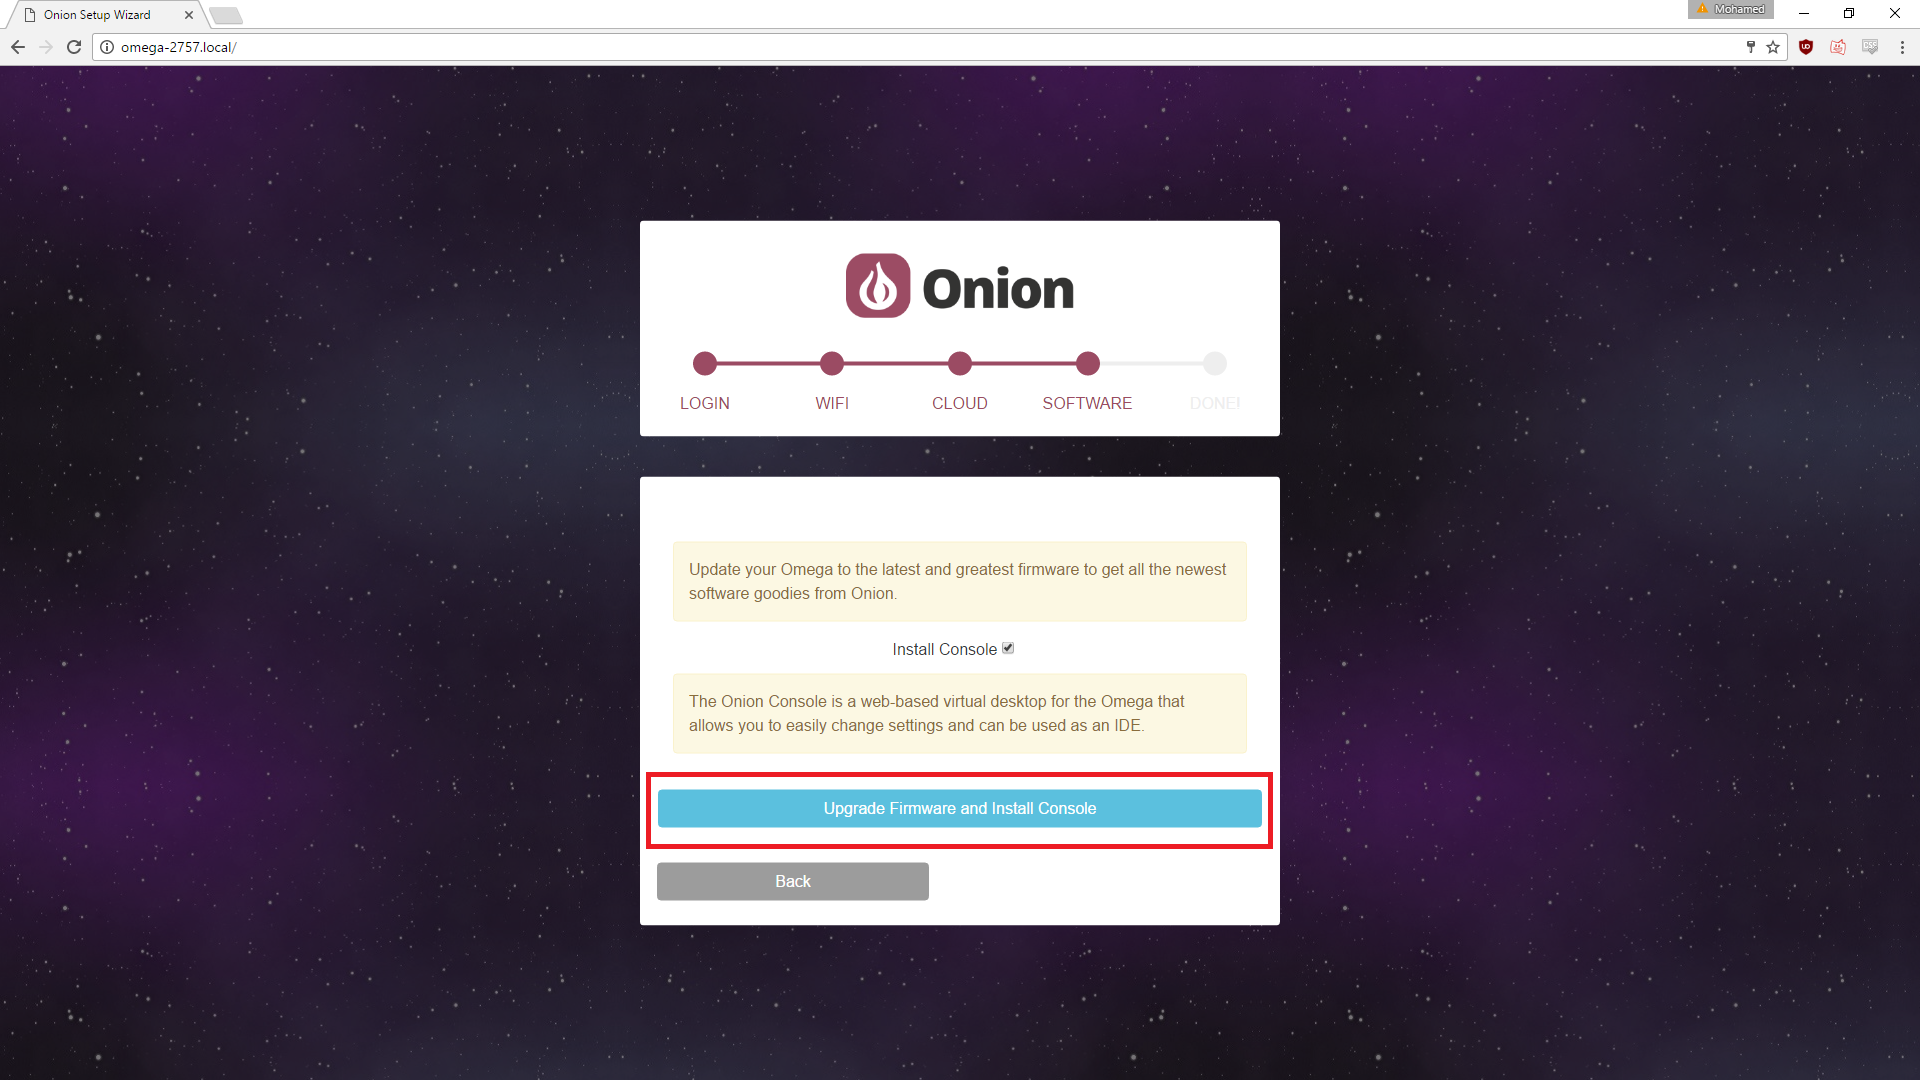 Onion Setup Wizard
Mohamed
omega-2757.local/
Onion
LOGIN
WIFI
CLOUD
SOFTWARE
DONE!
Update your Omega to the latest and greatest firmware to get all the newest
software goodies from Onion.
Install Console
The Onion Console is a web-based virtual desktop for the Omega that
allows you to easily change settings and can be used as an IDE.
Upgrade Firmware and Install Console
Back